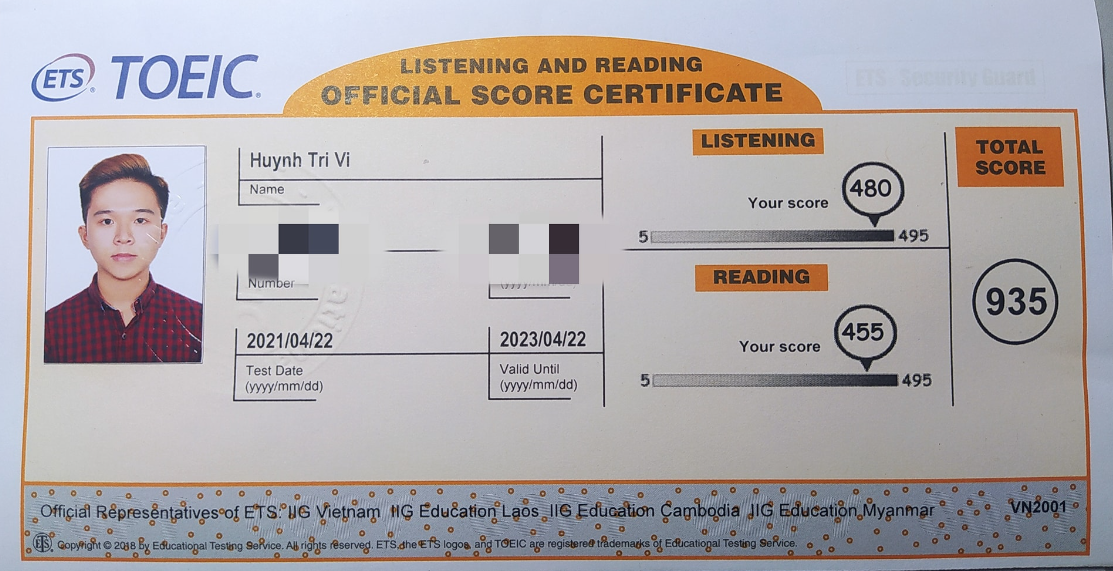 ETS® TOEIC®
LISTENING AND READING
OFFICIAL SCORE CERTIFICATE
ETS Security Guard
Huynh Tri Vi
Name
Number
(yyyy/mm/dd)
2021/04/22
Test Date
(yyyy/mm/dd)
2023/04/22
Valid Until
(yyyy/mm/dd)
LISTENING
Your score
480
5 495
READING
Your score
455
5 495
TOTAL
SCORE
935
Official Representatives of ETS: IIG Vietnam IIG Education Laos IIG Education Cambodia IIG Education Myanmar
VN2001
ETS Copyright © 2018 by Educational Testing Service. All rights reserved. ETS, the ETS logos, and TOEIC are registered trademarks of Educational Testing Service.